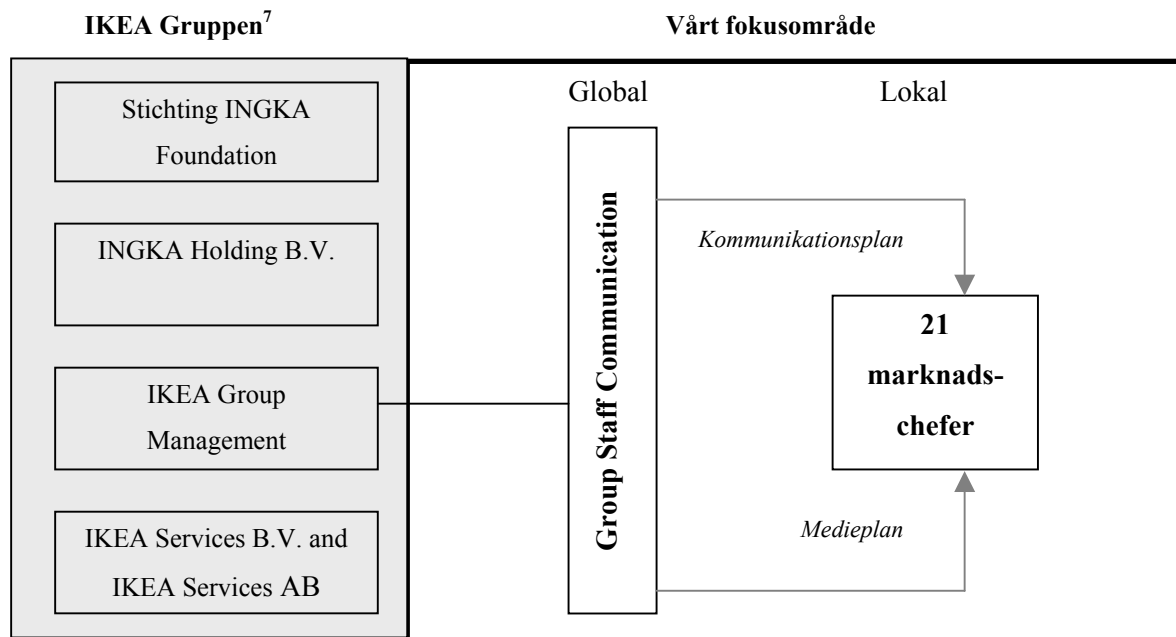 IKEA Gruppen7
Vårt fokusområde
Stichting INGKA
Foundation
INGKA Holding B.V.
IKEA Group
Management
IKEA Services B.V. and
IKEA Services AB
Global
Lokal
Group Staff Communication
Kommunikationsplan
21
marknads-
chefer
Medieplan